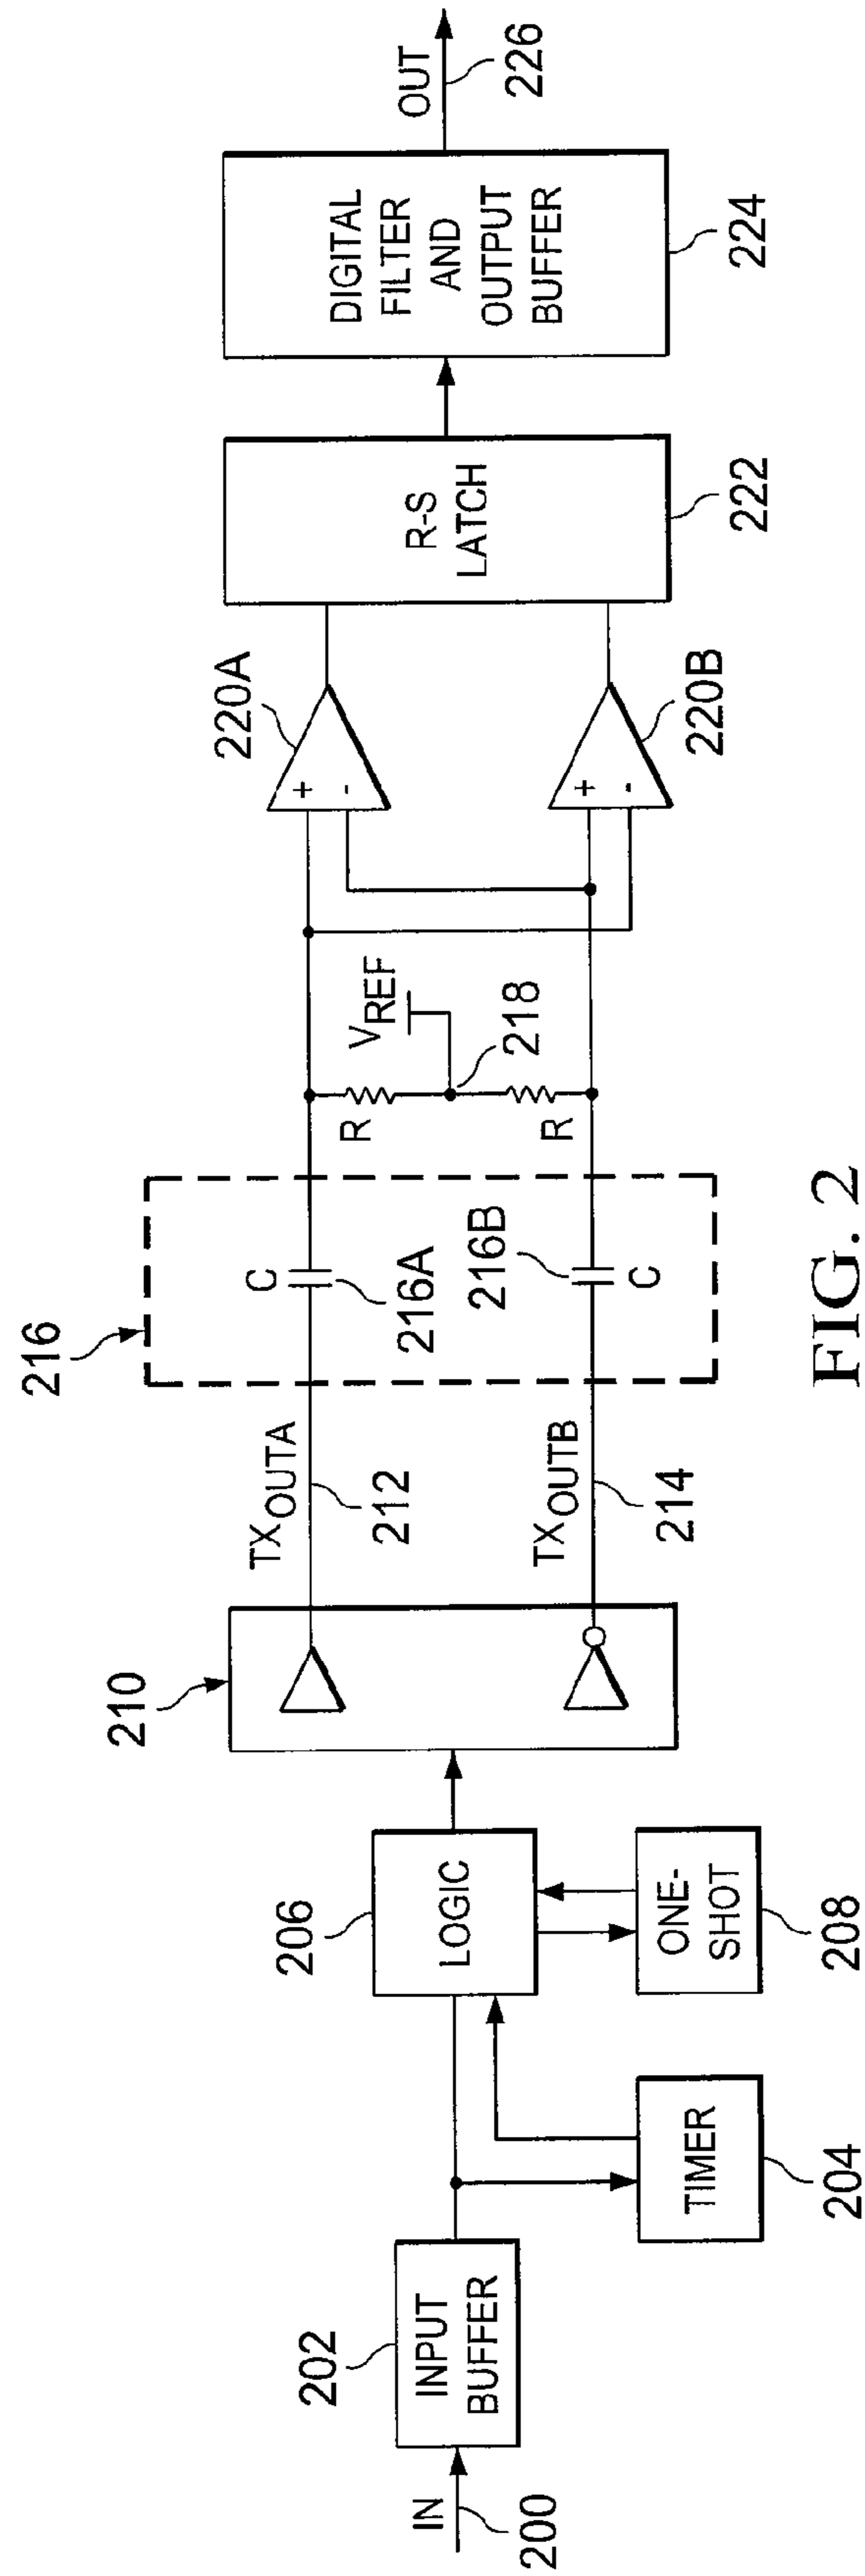 IN
200
202
INPUT
BUFFER
TIMER
204
206
LOGIC
ONE-
SHOT
208
210
TXOUTA
212
TXOUTB
214
216
C
216A
216B
C
R
R
VREF
218
220A
+
-
220B
+
-
R-S
LATCH
222
DIGITAL
FILTER
AND
OUTPUT
BUFFER
224
OUT
226
FIG. 2